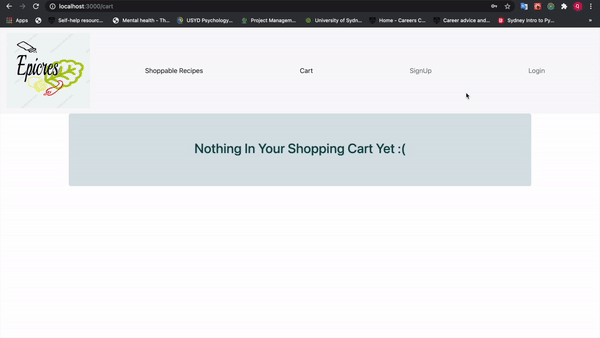 localhost:3000/cart
Apps
Self-help resourc...
Mental health - Th...
USYD Psychology...
Project Managem...
University of Sydn...
Home - Careers C...
Career advice and...
Sydney Intro to Py...
»
Epicres
Shoppable Recipes
Cart
SignUp
Login
Nothing In Your Shopping Cart Yet :(